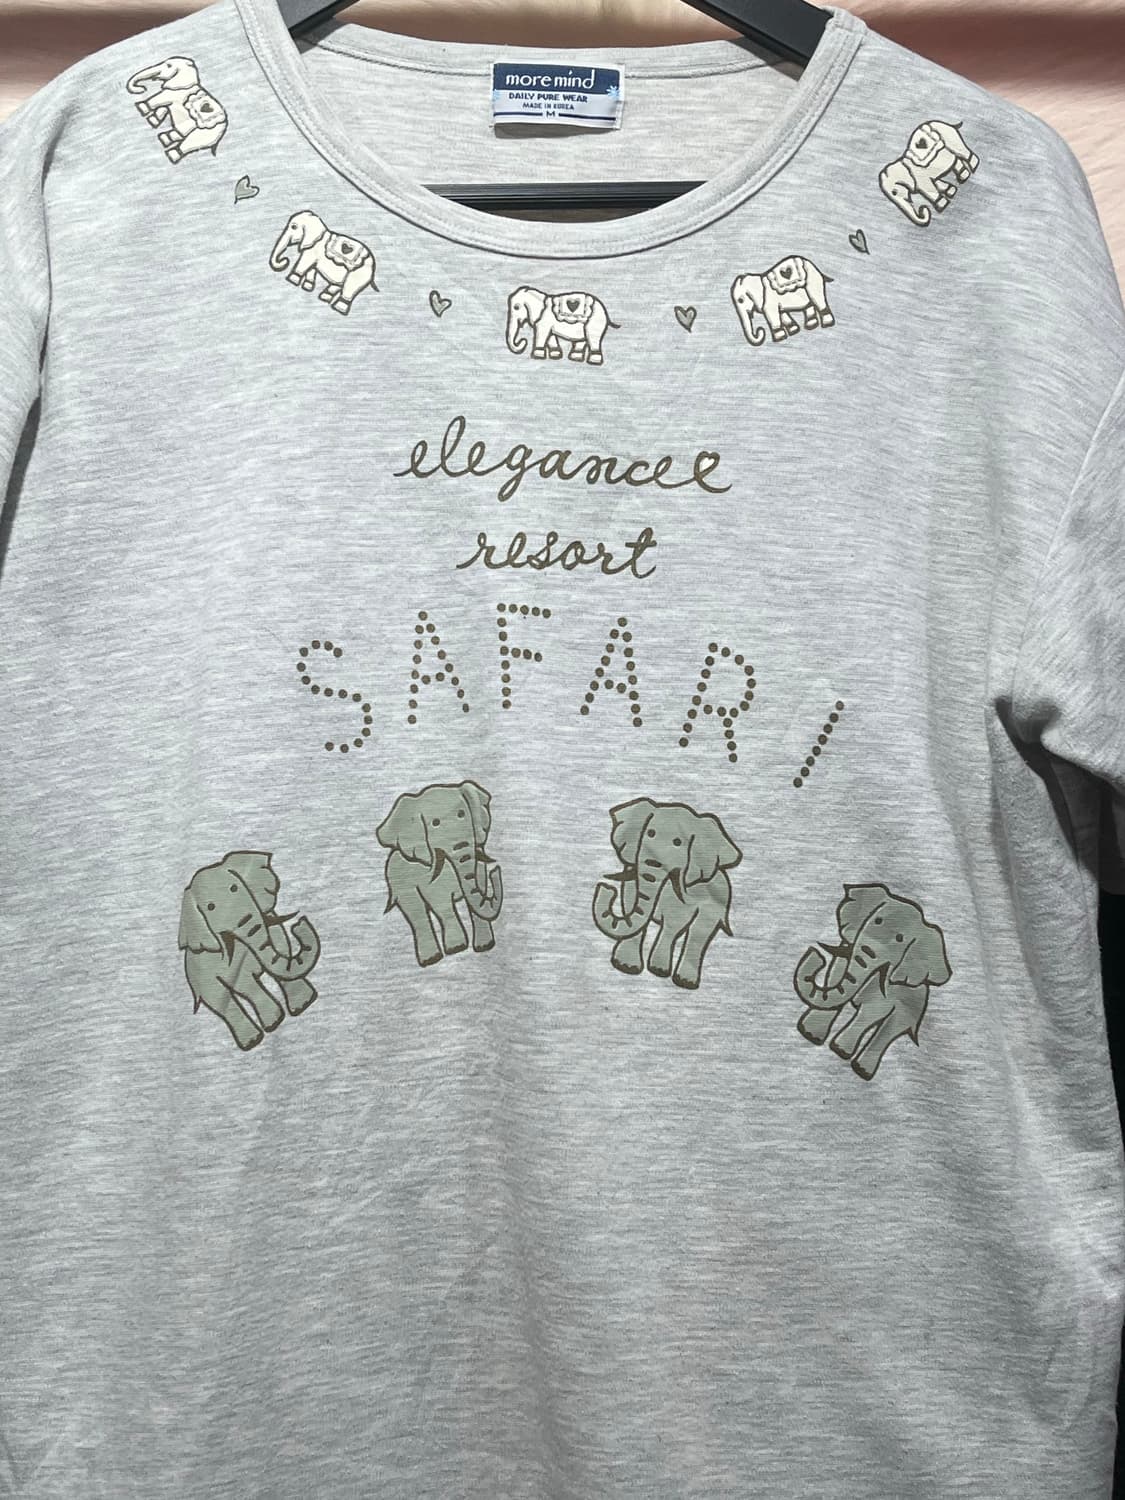 more mind
DAILY PURE WEAR
MADE IN KOREA
M
elegancee
resort
SAFARI